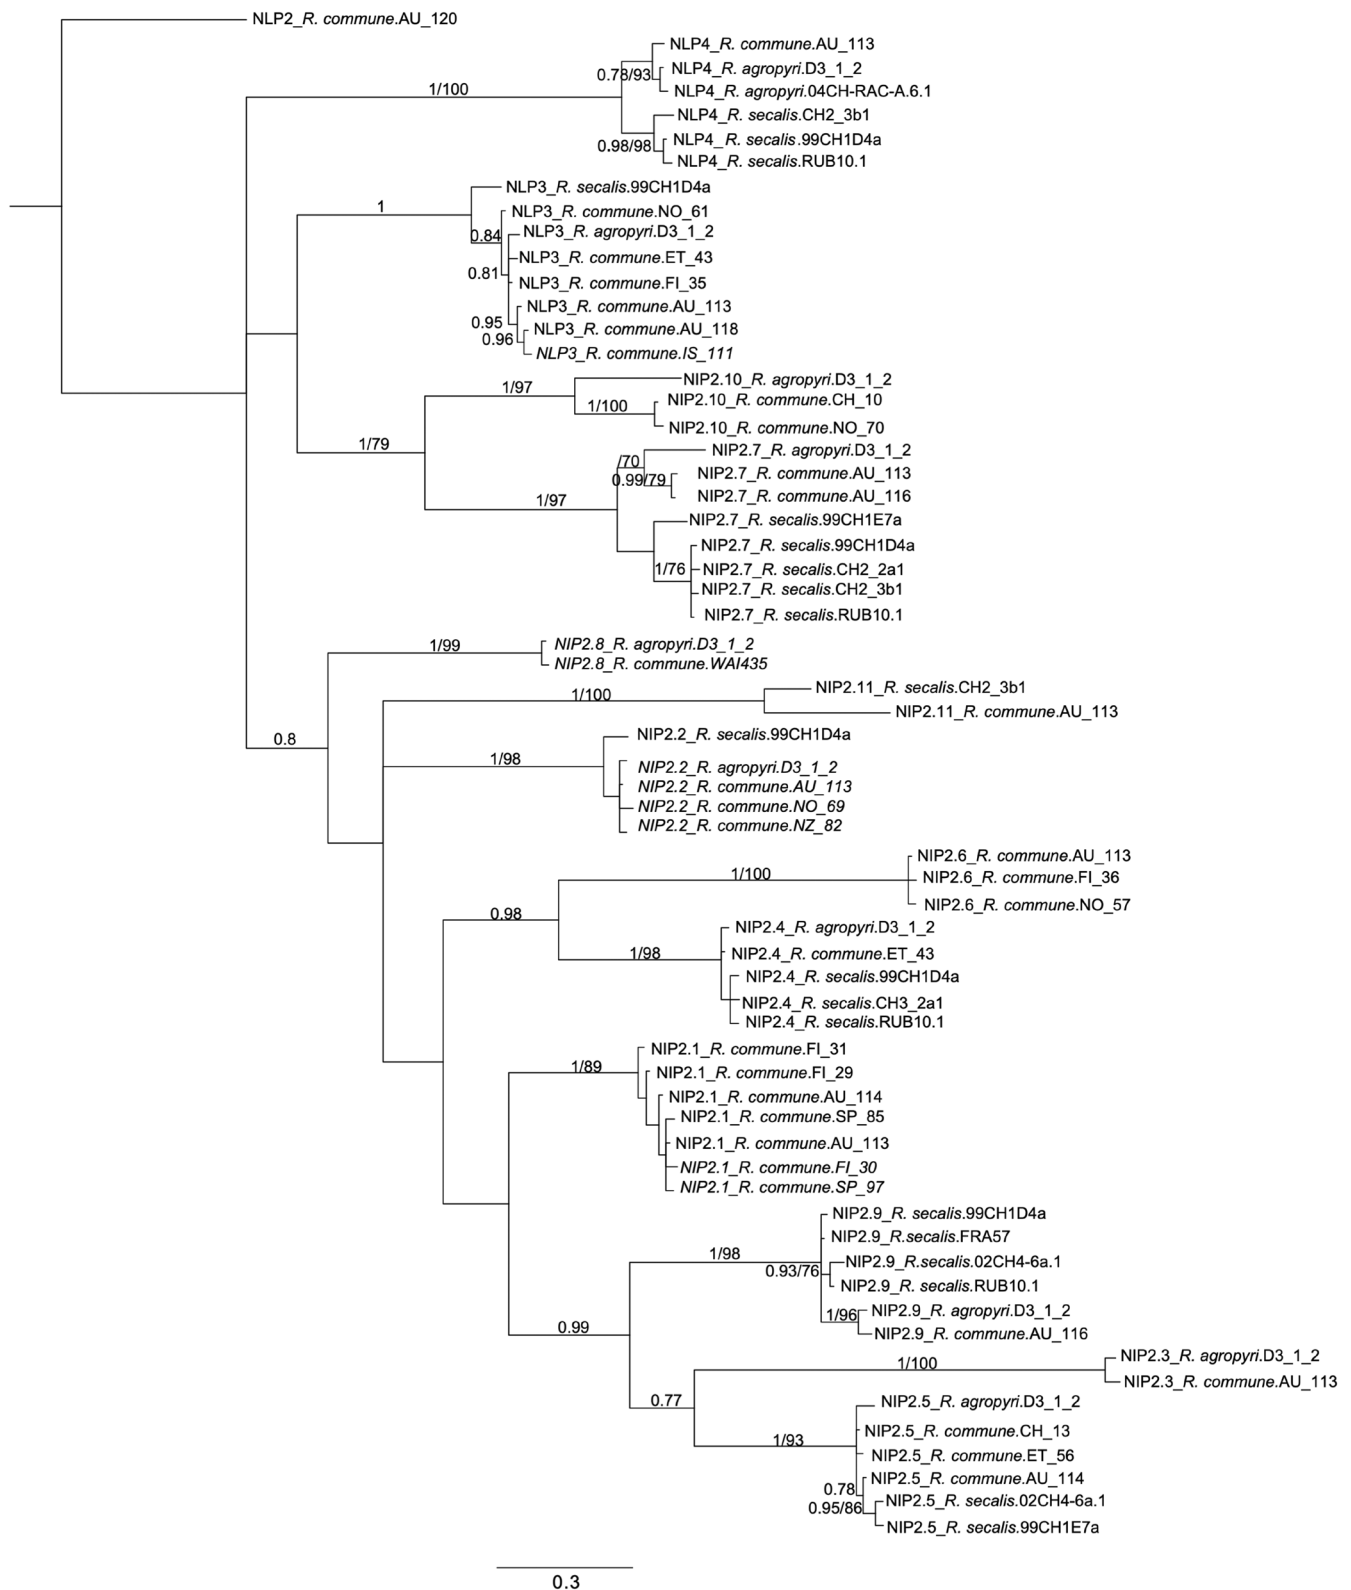 NLP2_R. commune.AU_120
NLP4_R. commune.AU_113
0.78/93
NLP4_R. agropyri.D3_1_2
1/100
NLP4_R. agropyri.04CH-RAC-A.6.1
NLP4_R. secalis.CH2_3b1
0.98/98
NLP4_R. secalis.99CH1D4a
NLP4_R. secalis.RUB10.1
NLP3_R. secalis.99CH1D4a
1
NLP3_R. commune.NO_61
0.84
NLP3_R. agropyri.D3_1_2
NLP3_R. commune.ET_43
0.81
NLP3_R. commune.FI_35
NLP3_R. commune.AU_113
0.95
NLP3_R. commune.AU_118
0.96
NLP3_R. commune.IS_111
NIP2.10_R. agropyri.D3_1_2
1/97
NIP2.10_R. commune.CH_10
1/100
NIP2.10_R. commune.NO_70
1/79
NIP2.7_R. agropyri.D3_1_2
/70
NIP2.7_R. commune.AU_113
0.99/79
NIP2.7_R. commune.AU_116
1/97
NIP2.7_R. secalis.99CH1E7a
NIP2.7_R. secalis.99CH1D4a
1/76
NIP2.7_R. secalis.CH2_2a1
NIP2.7_R. secalis.CH2_3b1
NIP2.7_R. secalis.RUB10.1
1/99
NIP2.8_R. agropyri.D3_1_2
NIP2.8_R. commune.WAI435
NIP2.11_R. secalis.CH2_3b1
1/100
NIP2.11_R. commune.AU_113
0.8
NIP2.2_R. secalis.99CH1D4a
1/98
NIP2.2_R. agropyri.D3_1_2
NIP2.2_R. commune.AU_113
NIP2.2_R. commune.NO_69
NIP2.2_R. commune.NZ_82
NIP2.6_R. commune.AU_113
1/100
NIP2.6_R. commune.FI_36
NIP2.6_R. commune.NO_57
0.98
NIP2.4_R. agropyri.D3_1_2
1/98
NIP2.4_R. commune.ET_43
NIP2.4_R. secalis.99CH1D4a
NIP2.4_R. secalis.CH3_2a1
NIP2.4_R. secalis.RUB10.1
NIP2.1_R. commune.FI_31
1/89
NIP2.1_R. commune.FI_29
NIP2.1_R. commune.AU_114
NIP2.1_R. commune.SP_85
NIP2.1_R. commune.AU_113
NIP2.1_R. commune.FI_30
NIP2.1_R. commune.SP_97
NIP2.9_R. secalis.99CH1D4a
NIP2.9_R.secalis.FRA57
1/98
NIP2.9_R.secalis.02CH4-6a.1
0.93/76
NIP2.9_R. secalis.RUB10.1
NIP2.9_R. agropyri.D3_1_2
1/96
NIP2.9_R. commune.AU_116
0.99
NIP2.3_R. agropyri.D3_1_2
1/100
NIP2.3_R. commune.AU_113
0.77
NIP2.5_R. agropyri.D3_1_2
NIP2.5_R. commune.CH_13
1/93
NIP2.5_R. commune.ET_56
NIP2.5_R. commune.AU_114
0.78
NIP2.5_R. secalis.02CH4-6a.1
0.95/86
NIP2.5_R. secalis.99CH1E7a
0.3